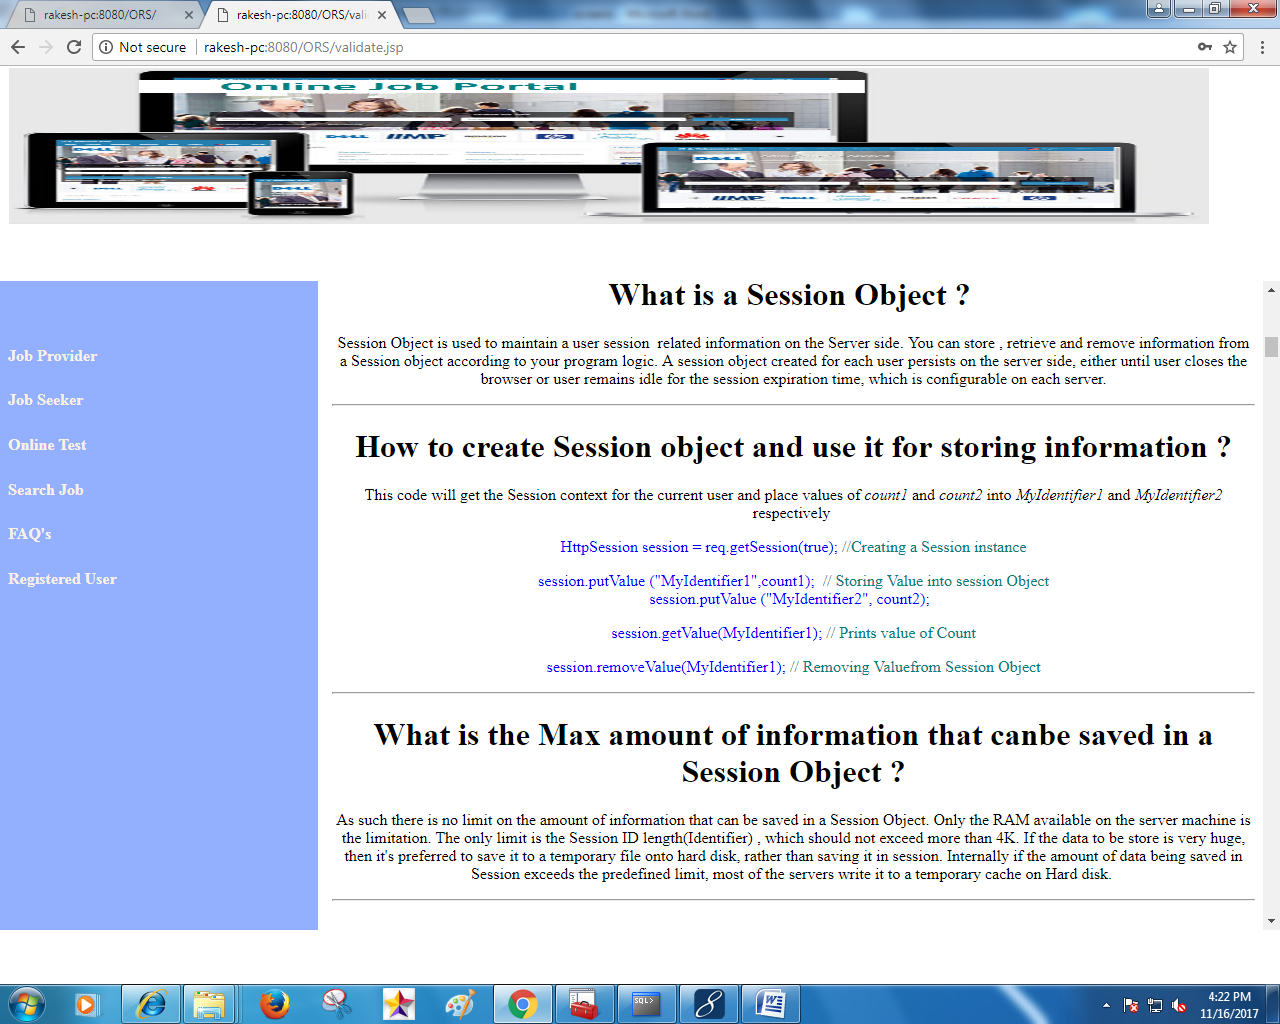 rakesh-pc:8080/ORS/
rakesh-pc:8080/ORS/vali
Not secure
rakesh-pc:8080/ORS/validate.jsp
Online Job Portal
DELL
What is a Session Object ?
Session Object is used to maintain a user session  related information on the Server side. You can store , retrieve and remove information from
a Session object according to your program logic. A session object created for each user persists on the server side, either until user closes the
browser or user remains idle for the session expiration time, which is configurable on each server.
Job Provider
Job Seeker
Online Test
Search Job
FAQ's
Registered User
How to create Session object and use it for storing information ?
This code will get the Session context for the current user and place values of count1 and count2 into MyIdentifier1 and MyIdentifier2
respectively
HttpSession session = req.getSession(true); //Creating a Session instance
session.putValue ("MyIdentifier1",count1);  // Storing Value into session Object
session.putValue ("MyIdentifier2", count2);
session.getValue(MyIdentifier1); // Prints value of Count
session.removeValue(MyIdentifier1); // Removing Valuefrom Session Object
What is the Max amount of information that canbe saved in a
Session Object ?
As such there is no limit on the amount of information that can be saved in a Session Object. Only the RAM available on the server machine is
the limitation. The only limit is the Session ID length(Identifier) , which should not exceed more than 4K. If the data to be store is very huge,
then it's preferred to save it to a temporary file onto hard disk, rather than saving it in session. Internally if the amount of data being saved in
Session exceeds the predefined limit, most of the servers write it to a temporary cache on Hard disk.
SQL>
4:22 PM
11/16/2017